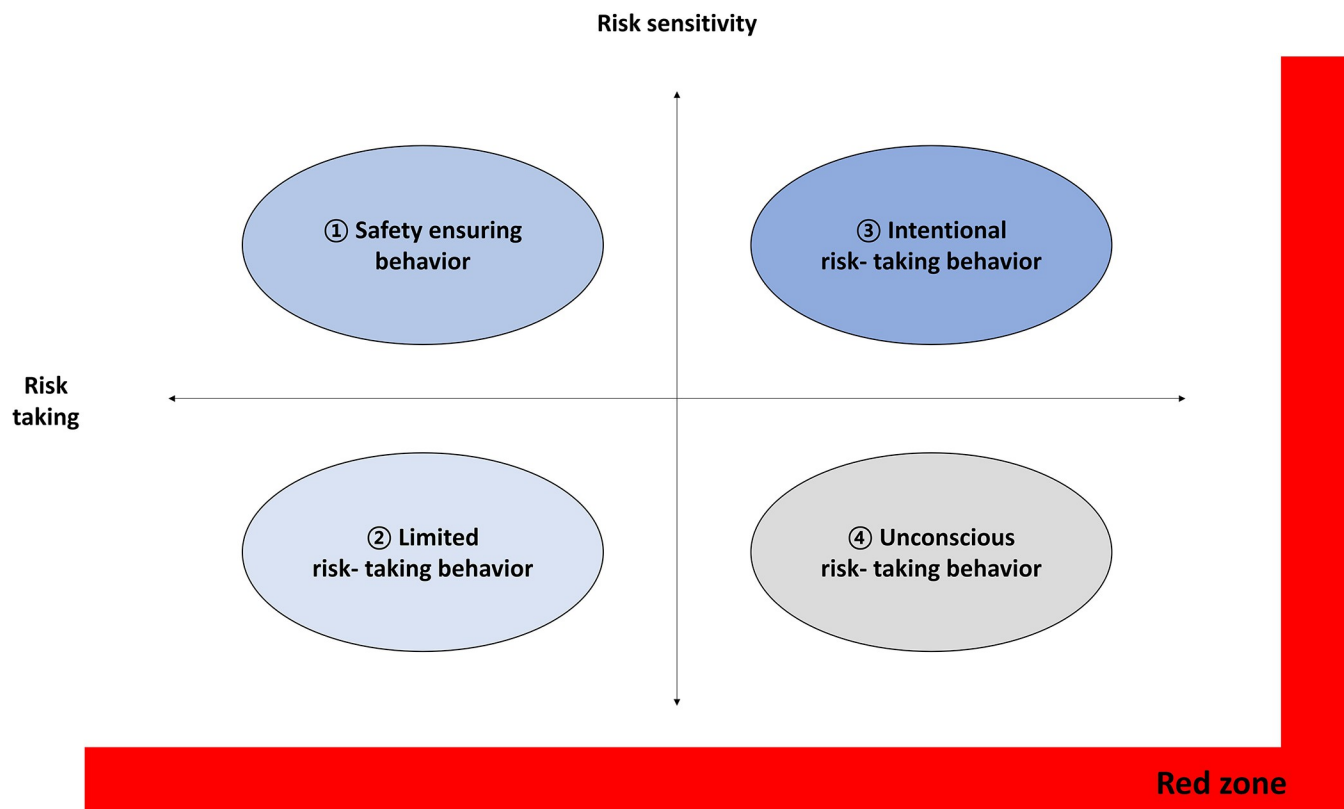 Risk sensitivity
① Safety ensuring
behavior
③ Intentional
risk- taking behavior
Risk
taking
② Limited
risk- taking behavior
④ Unconscious
risk- taking behavior
Red zone